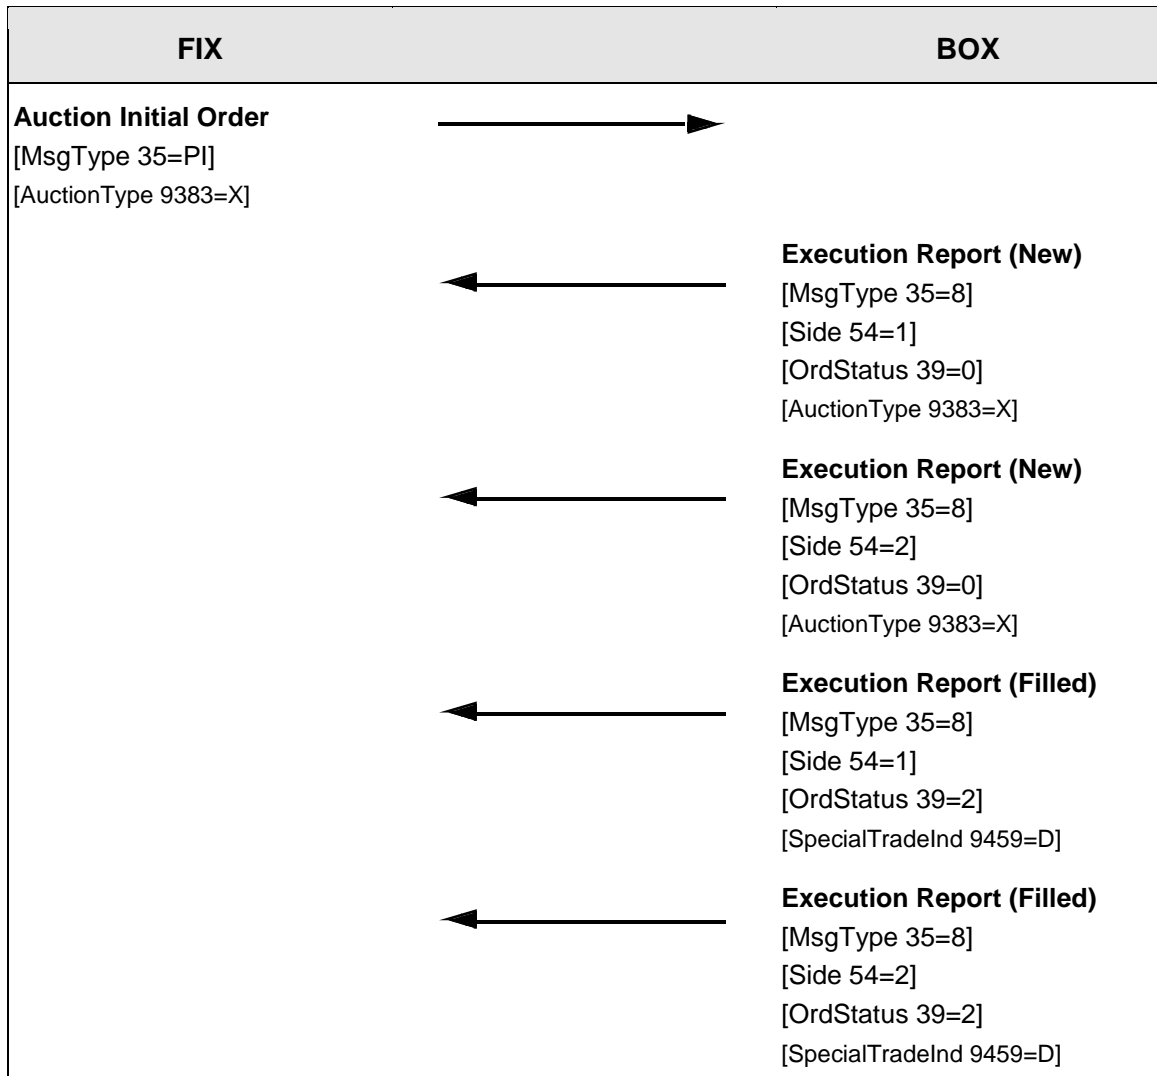 FIX
BOX
Auction Initial Order
[MsgType 35=PI]
[AuctionType 9383=X]
Execution Report (New)
[MsgType 35=8]
[Side 54=1]
[OrdStatus 39=0]
[AuctionType 9383=X]
Execution Report (New)
[MsgType 35=8]
[Side 54=2]
[OrdStatus 39=0]
[AuctionType 9383=X]
Execution Report (Filled)
[MsgType 35=8]
[Side 54=1]
[OrdStatus 39=2]
[SpecialTradeInd 9459=D]
Execution Report (Filled)
[MsgType 35=8]
[Side 54=2]
[OrdStatus 39=2]
[SpecialTradeInd 9459=D]